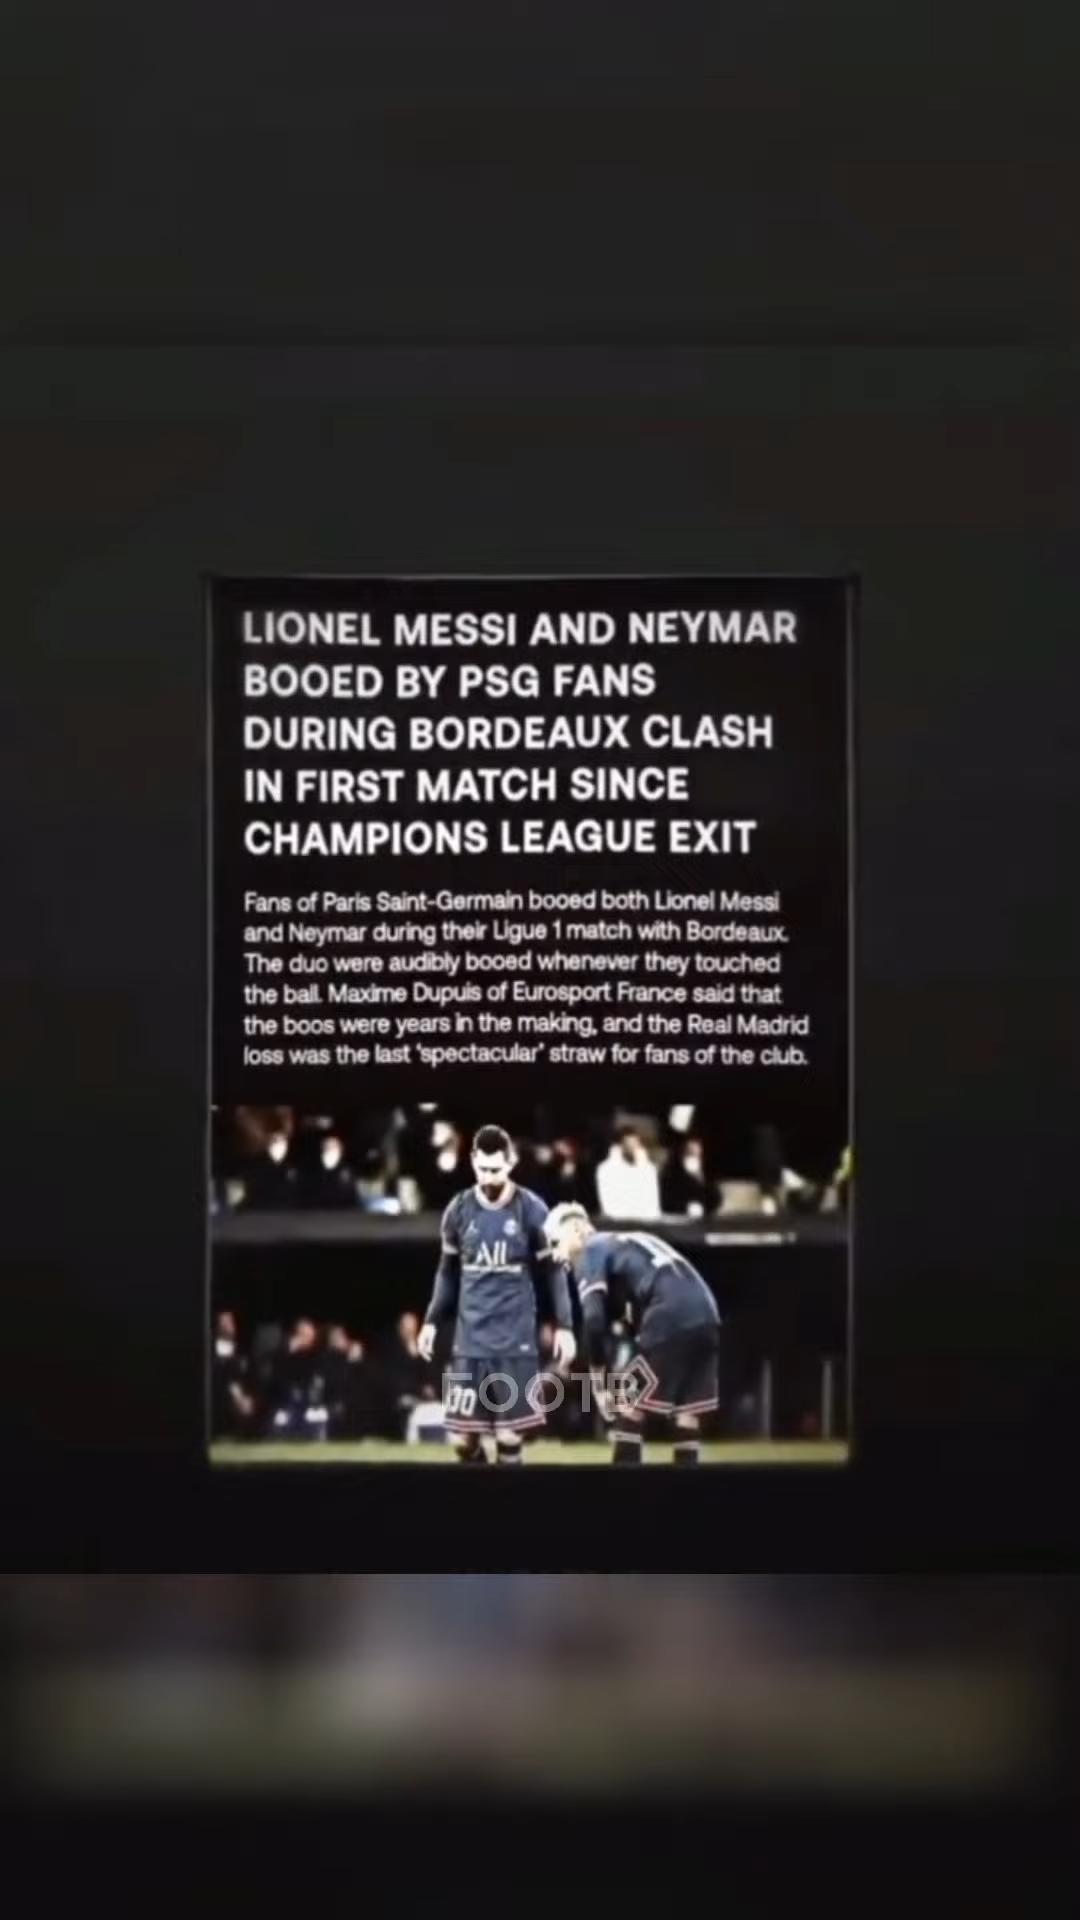 LIONEL MESSI AND NEYMAR
BOOED BY PSG FANS
DURING BORDEAUX CLASH
IN FIRST MATCH SINCE
CHAMPIONS LEAGUE EXIT
Fans of Paris Saint-Germain booed both Lionel Messi
and Neymar during their Ligue 1 match with Bordeaux.
The duo were audibly booed whenever they touched
the ball. Maxime Dupuis of Eurosport France said that
the boos were years in the making, and the Real Madrid
loss was the last ‘spectacular’ straw for fans of the club.
ALL
30
FOOTB